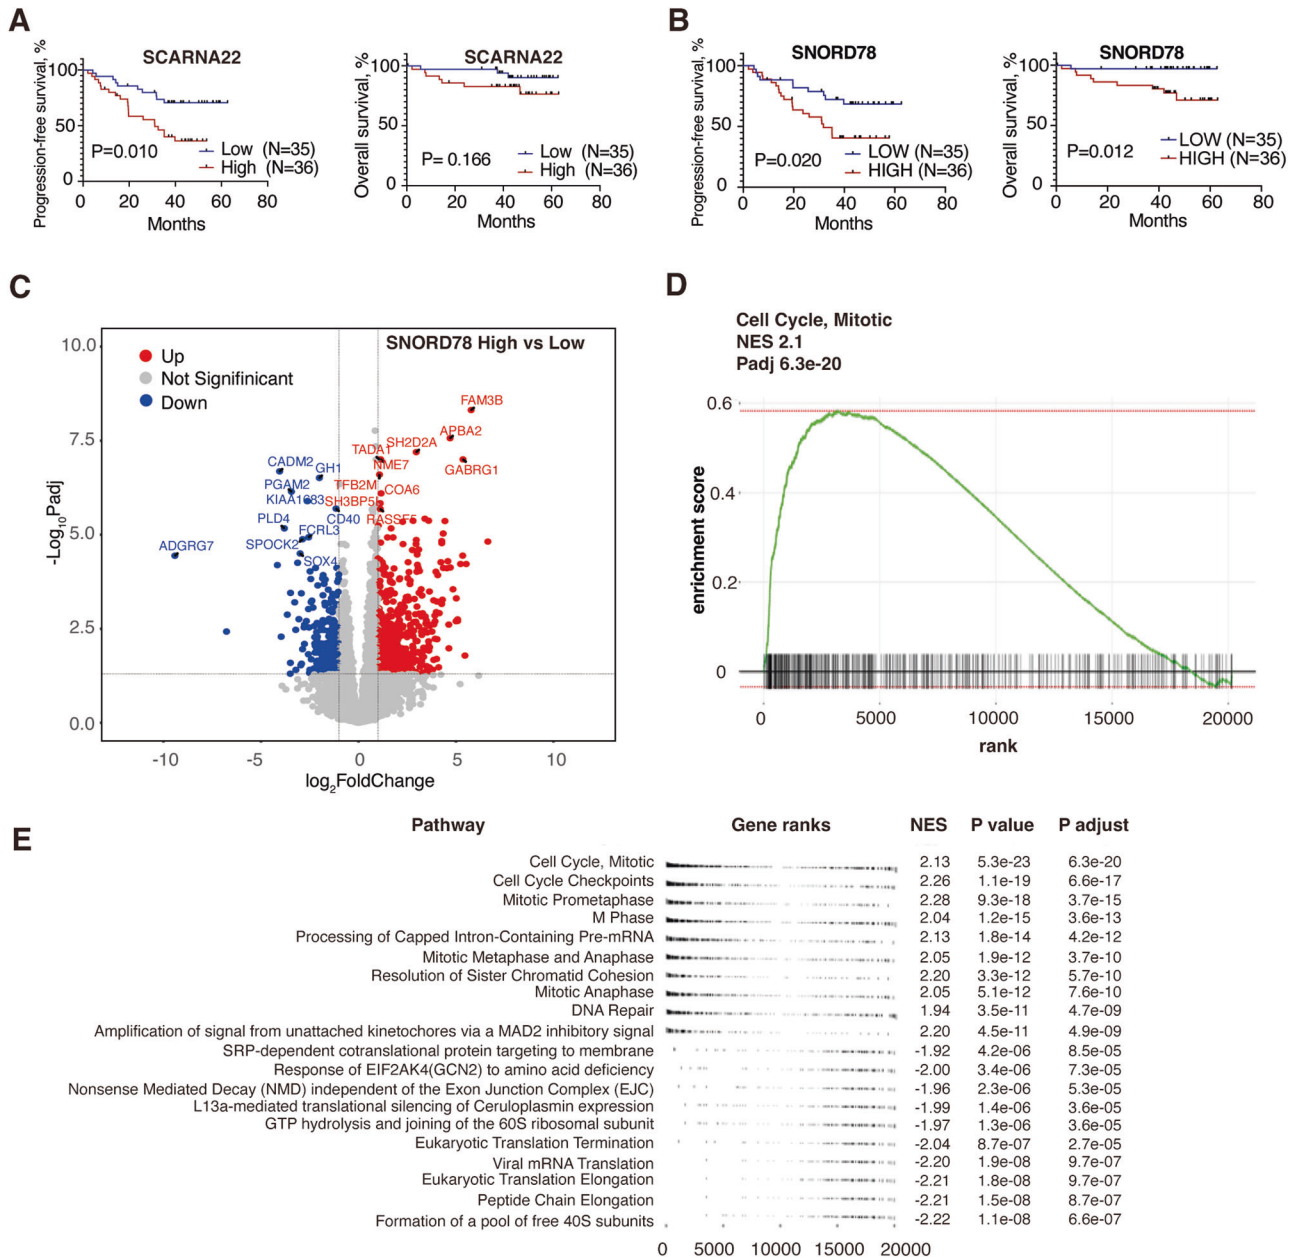 A
SCARNA22
Progression-free survival, %
100
50
0
P=0.010
Low (N=35)
High (N=36)
0 20 40 60 80
Months
SCARNA22
Overall survival, %
100
50
0
P= 0.166
Low (N=35)
High (N=36)
0 20 40 60 80
Months
B
SNORD78
Progression-free survival, %
100
50
0
P=0.020
LOW (N=35)
HIGH (N=36)
0 20 40 60 80
Months
SNORD78
Overall survival, %
100
50
0
P=0.012
LOW (N=35)
HIGH (N=36)
0 20 40 60 80
Months
C
SNORD78 High vs Low
Up
Not Signifinicant
Down
-Log10Padj
10.0
7.5
5.0
2.5
0.0
FAM3B
APBA2
SH2D2A
TADA1
GABRG1
NME7
TFB2M
COA6
SH3BP5L
RASSF5
CADM2
GH1
PGAM2
KIAA1683
CD40
PLD4
FCRL3
SPOCK2
ADGRG7
SOX4
-10 -5 0 5 10
log2FoldChange
D
Cell Cycle, Mitotic
NES 2.1
Padj 6.3e-20
enrichment score
0.6
0.4
0.2
0
0 5000 10000 15000 20000
rank
E
Pathway Gene ranks NES P value P adjust
Cell Cycle, Mitotic 2.13 5.3e-23 6.3e-20
Cell Cycle Checkpoints 2.26 1.1e-19 6.6e-17
Mitotic Prometaphase 2.28 9.3e-18 3.7e-15
M Phase 2.04 1.2e-15 3.6e-13
Processing of Capped Intron-Containing Pre-mRNA 2.13 1.8e-14 4.2e-12
Mitotic Metaphase and Anaphase 2.05 1.9e-12 3.7e-10
Resolution of Sister Chromatid Cohesion 2.20 3.3e-12 5.7e-10
Mitotic Anaphase 2.05 5.1e-12 7.6e-10
DNA Repair 1.94 3.5e-11 4.7e-09
Amplification of signal from unattached kinetochores via a MAD2 inhibitory signal 2.20 4.5e-11 4.9e-09
SRP-dependent cotranslational protein targeting to membrane -1.92 4.2e-06 8.5e-05
Response of EIF2AK4(GCN2) to amino acid deficiency -2.00 3.4e-06 7.3e-05
Nonsense Mediated Decay (NMD) independent of the Exon Junction Complex (EJC) -1.96 2.3e-06 5.3e-05
L13a-mediated translational silencing of Ceruloplasmin expression -1.99 1.4e-06 3.6e-05
GTP hydrolysis and joining of the 60S ribosomal subunit -1.97 1.3e-06 3.6e-05
Eukaryotic Translation Termination -2.04 8.7e-07 2.7e-05
Viral mRNA Translation -2.20 1.9e-08 9.7e-07
Eukaryotic Translation Elongation -2.21 1.8e-08 9.7e-07
Peptide Chain Elongation -2.21 1.5e-08 8.7e-07
Formation of a pool of free 40S subunits -2.22 1.1e-08 6.6e-07
0 5000 10000 15000 20000